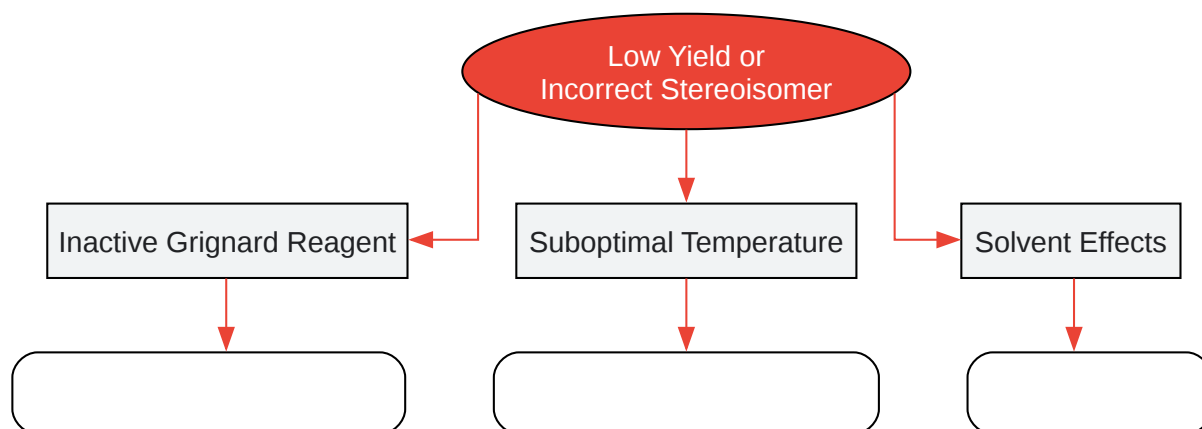 Low Yield or
Incorrect Stereoisomer
Inactive Grignard Reagent
Suboptimal Temperature
Solvent Effects